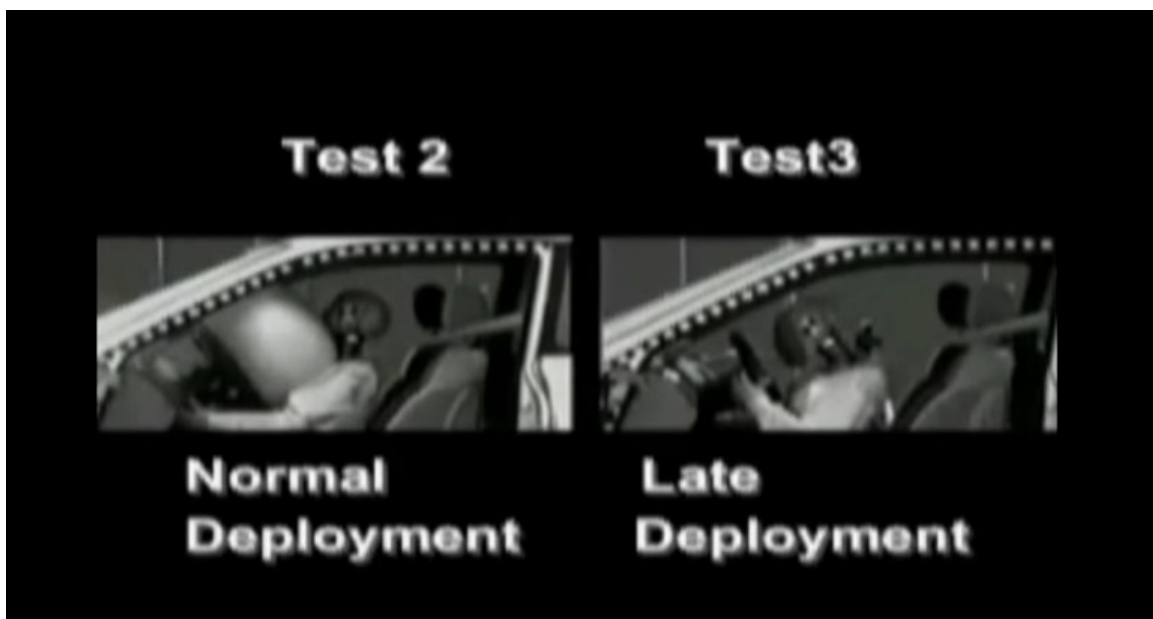 Test 2
Test3
Normal
Deployment
Late
Deployment